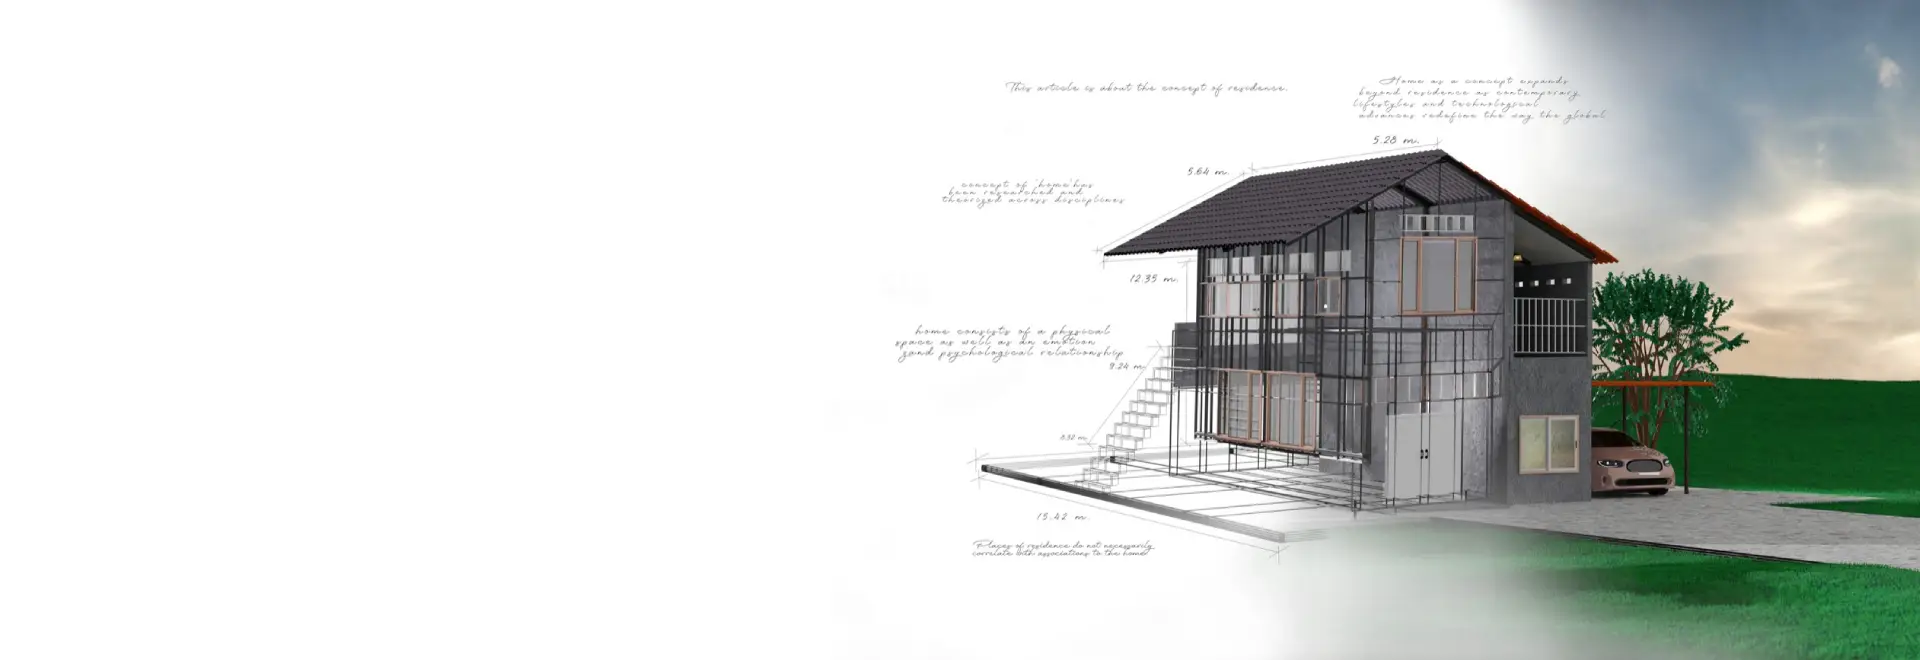 This article is about the concept of residence.
Home as a concept expands
beyond residence as contemporary
lifestyles and technological
advances redefine the way the global
5.28 m.
5.64 m.
concept of 'home' has
been researched and
theorized across disciplines
12.35 m.
home consists of a physical
space as well as an emotion
gand psychological relationship
9.24 m.
15.42 m.
Places of residence do not necessarily
correlate with associations to the home